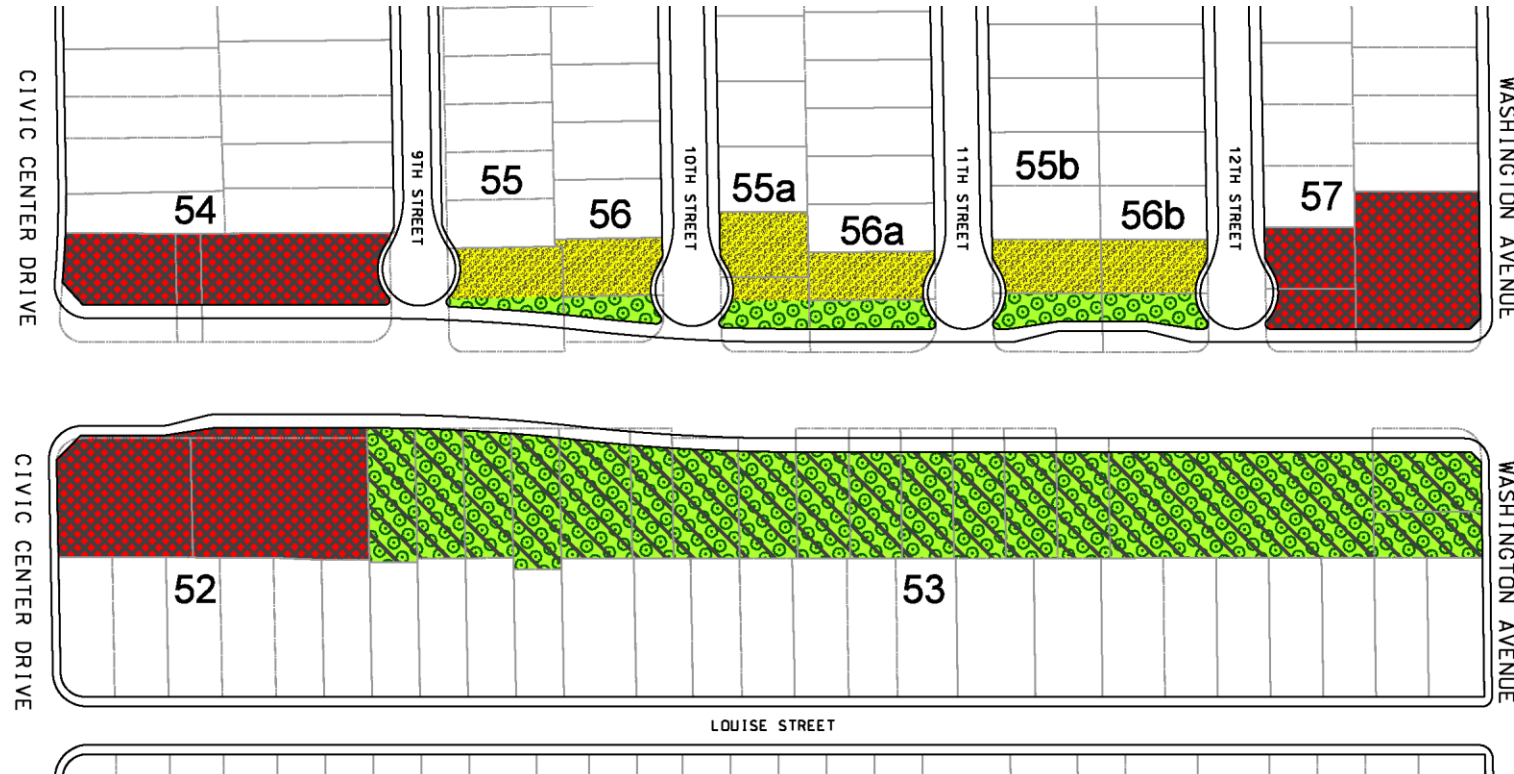 CIVIC CENTER DRIVE
9TH STREET
10TH STREET
11TH STREET
12TH STREET
WASHINGTON AVENUE
54
55
56
55a
56a
55b
56b
57
CIVIC CENTER DRIVE
52
53
WASHINGTON AVENUE
LOUISE STREET